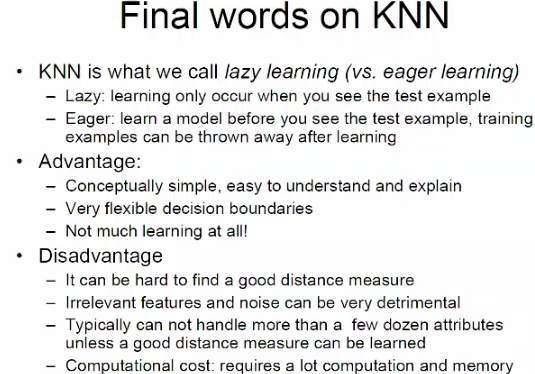 Final words on KNN
• KNN is what we call lazy learning (vs. eager learning)
– Lazy: learning only occur when you see the test example
– Eager: learn a model before you see the test example, training
examples can be thrown away after learning
• Advantage:
– Conceptually simple, easy to understand and explain
– Very flexible decision boundaries
– Not much learning at all!
• Disadvantage
– It can be hard to find a good distance measure
– Irrelevant features and noise can be very detrimental
– Typically can not handle more than a few dozen attributes
unless a good distance measure can be learned
– Computational cost: requires a lot computation and memory